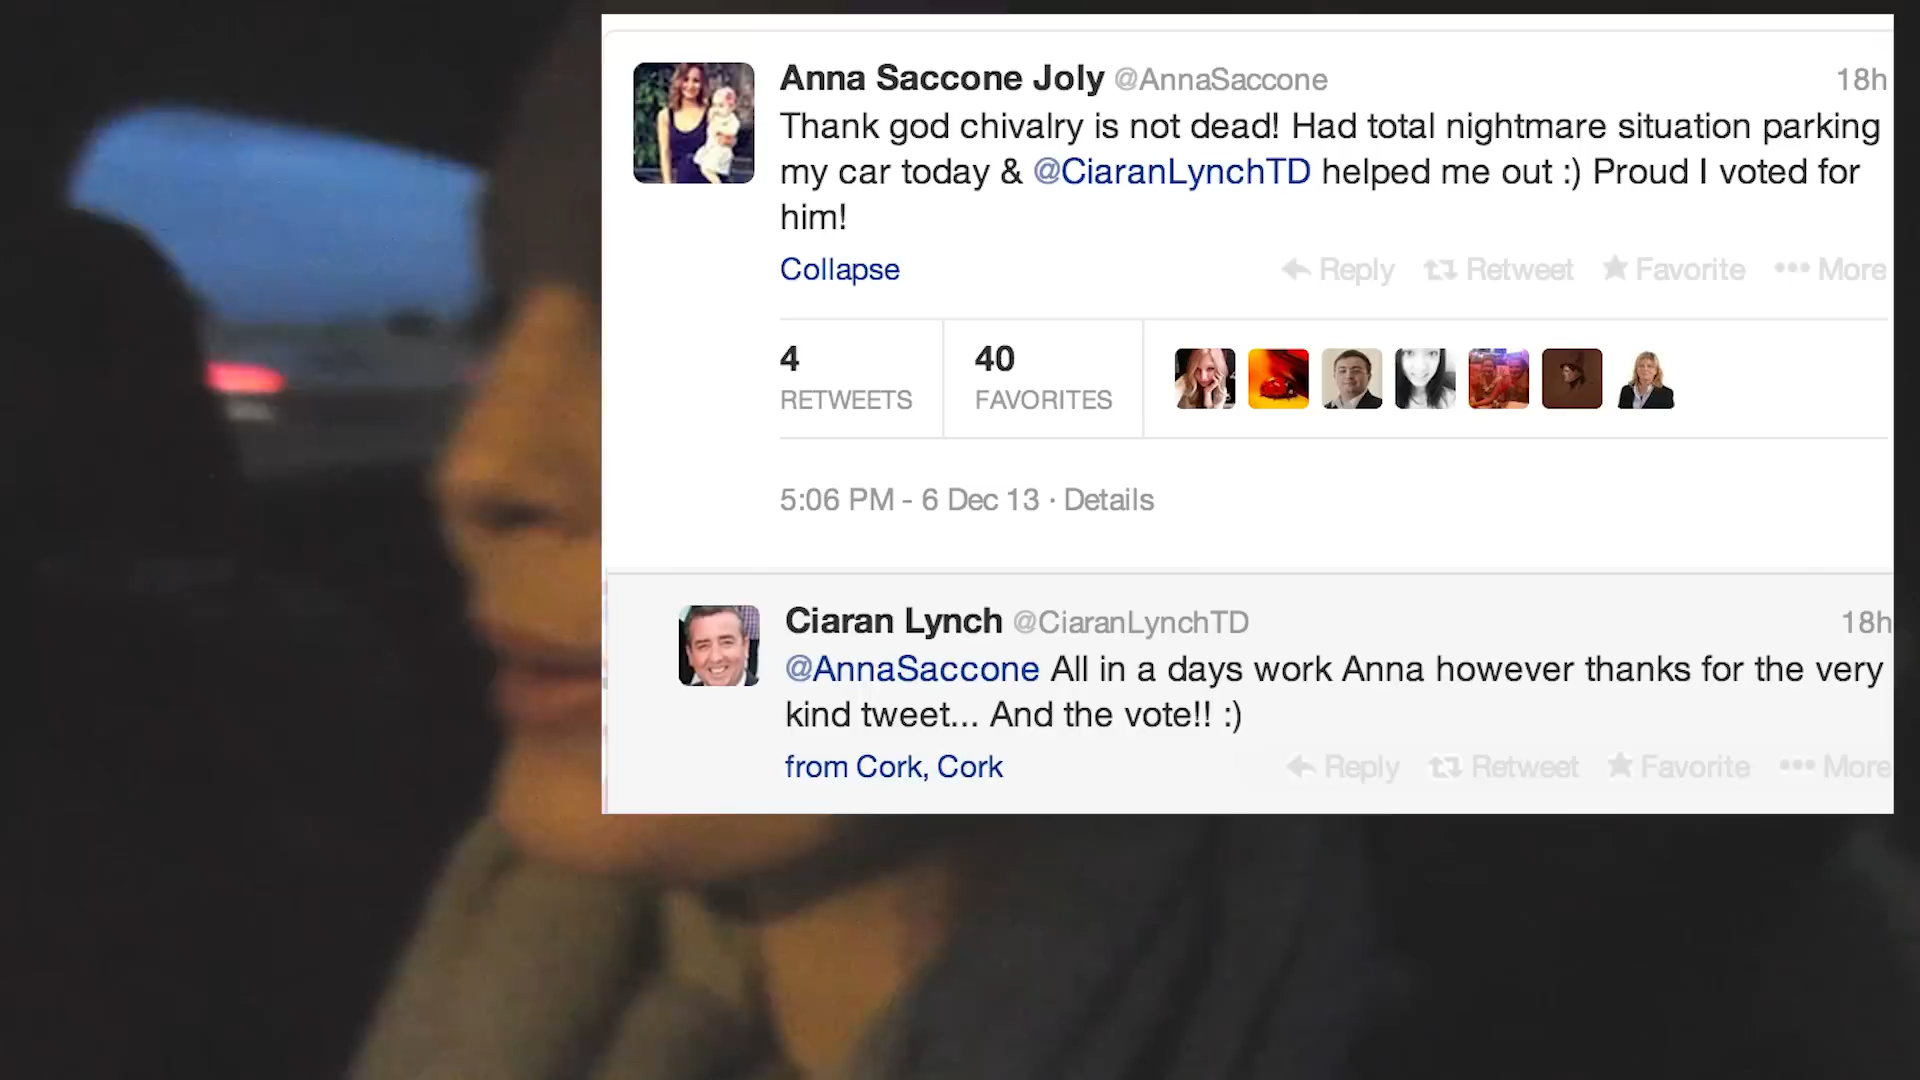 Anna Saccone Joly @AnnaSaccone 18h
Thank god chivalry is not dead! Had total nightmare situation parking
my car today & @CiaranLynchTD helped me out :) Proud I voted for
him!
Collapse Reply Retweet Favorite More
4 40
RETWEETS FAVORITES
5:06 PM - 6 Dec 13 · Details
Ciaran Lynch @CiaranLynchTD 18h
@AnnaSaccone All in a days work Anna however thanks for the very
kind tweet... And the vote!! :)
from Cork, Cork Reply Retweet Favorite More